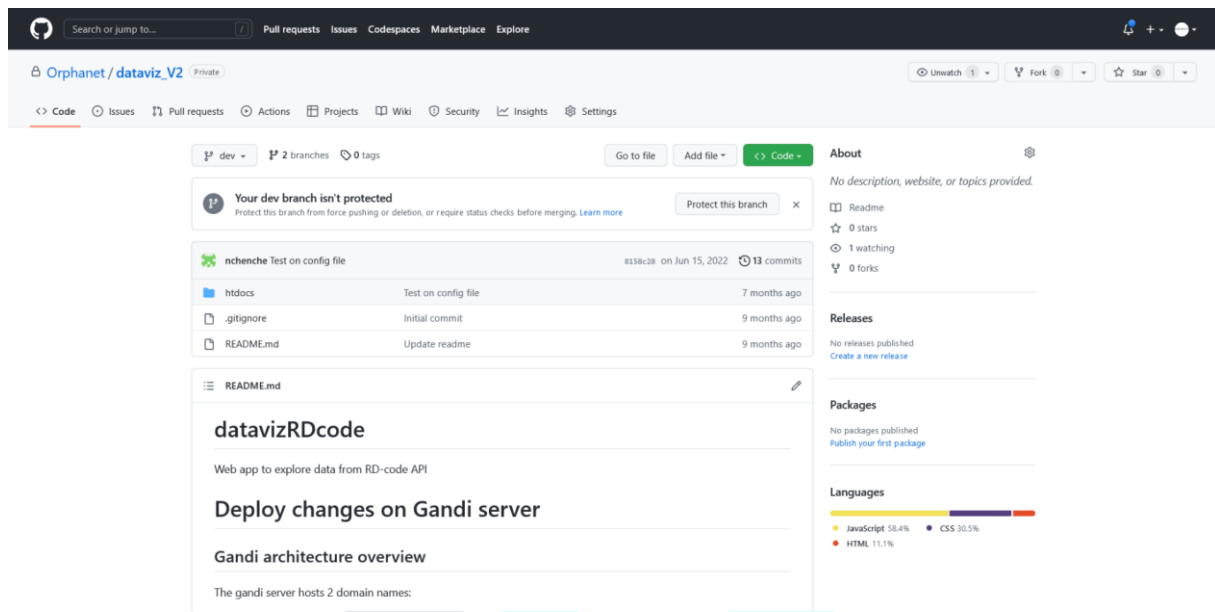 Search or jump to... / Pull requests Issues Codespaces Marketplace Explore
Orphanet / dataviz_V2 Private Unwatch 1 Fork 0 Star 0
Code Issues Pull requests Actions Projects Wiki Security Insights Settings
dev 2 branches 0 tags Go to file Add file <> Code
Your dev branch isn't protected
Protect this branch from force pushing or deletion, or require status checks before merging. Learn more
Protect this branch ×
nchenche Test on config file 8158c28 on Jun 15, 2022 13 commits
htdocs Test on config file 7 months ago
.gitignore Initial commit 9 months ago
README.md Update readme 9 months ago
README.md
datavizRDcode
Web app to explore data from RD-code API
Deploy changes on Gandi server
Gandi architecture overview
The gandi server hosts 2 domain names:
About
No description, website, or topics provided.
Readme
0 stars
1 watching
0 forks
Releases
No releases published
Create a new release
Packages
No packages published
Publish your first package
Languages
JavaScript 58.4% CSS 30.5%
HTML 11.1%